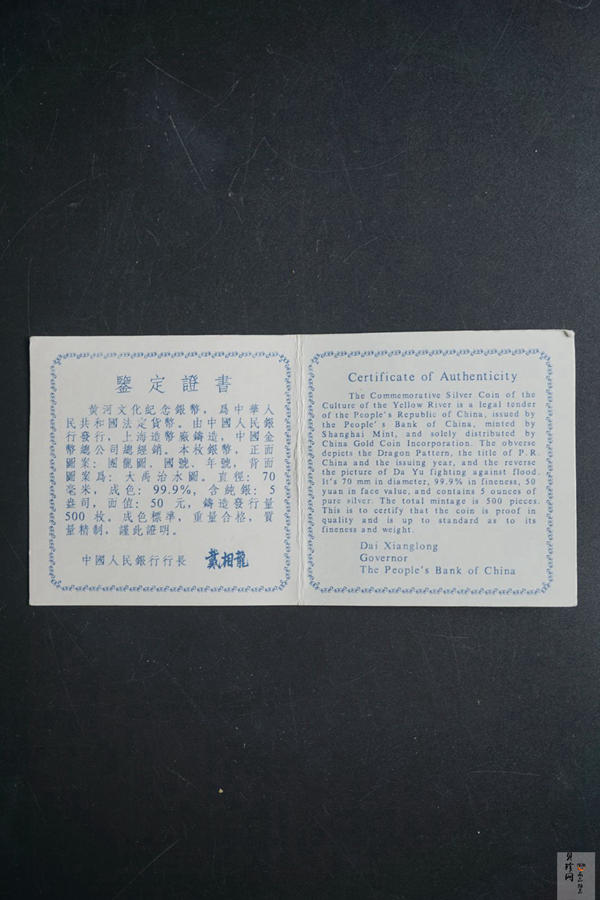 鑒定證書
黄河文化紀念銀幣，爲中華人
民共和國法定貨幣。由中國人民銀
行發行，上海造幣廠鑄造，中國金
幣總公司總經銷。本枚銀幣，正面
圖案：團龍圖、國號、年號，背面
圖案爲：大禹治水圖。直徑：70
毫米，成色：99.9%，含純銀：5
盎司，面值：50 元，鑄造發行量
500 枚。成色標準，重量合格，質
量精制，謹此證明。
中國人民銀行行長 戴相龍
Certificate of Authenticity
The Commemorative Silver Coin of the
Culture of the Yellow River is a legal tender
of the People's Republic of China, issued by
the People's Bank of China, minted by
Shanghai Mint, and solely distributed by
China Gold Coin Incorporation. The obverse
depicts the Dragon Pattern, the title of P.R.
China and the issuing year, and the reverse
the picture of Da Yu fighting against flood.
It's 70 mm in diameter, 99.9% in fineness, 50
yuan in face value, and contains 5 ounces of
pure silver. The total mintage is 500 pieces.
This is to certify that the coin is proof in
quality and is up to standard as to its
fineness and weight.
Dai Xianglong
Governor
The People's Bank of China